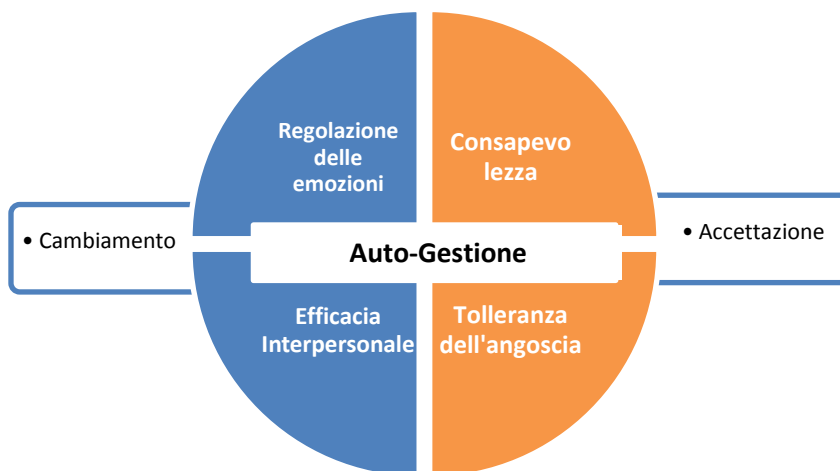 Regolazione
delle
emozioni
Consapevo
lezza
• Cambiamento
• Accettazione
Auto-Gestione
Efficacia
Interpersonale
Tolleranza
dell'angoscia